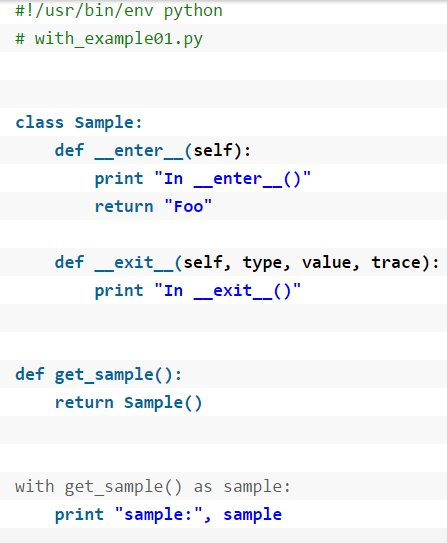 #!/usr/bin/env python
# with_example01.py
class Sample:
    def __enter__(self):
        print "In __enter__()"
        return "Foo"
    def __exit__(self, type, value, trace):
        print "In __exit__()"
def get_sample():
    return Sample()
with get_sample() as sample:
    print "sample:", sample